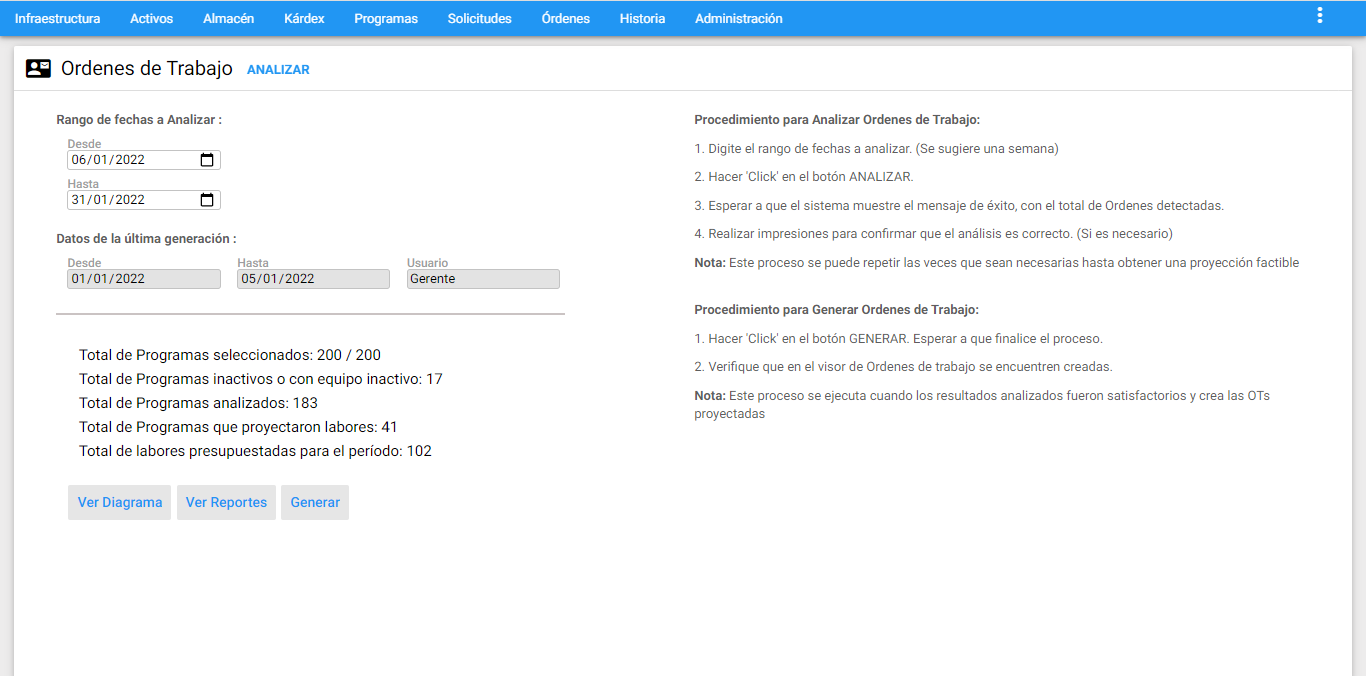 Infraestructura Activos Almacén Kárdex Programas Solicitudes Órdenes Historia Administración
Ordenes de Trabajo ANALIZAR
Rango de fechas a Analizar :
Desde
06/01/2022
Hasta
31/01/2022
Datos de la última generación :
Desde Hasta Usuario
01/01/2022 05/01/2022 Gerente
Total de Programas seleccionados: 200 / 200
Total de Programas inactivos o con equipo inactivo: 17
Total de Programas analizados: 183
Total de Programas que proyectaron labores: 41
Total de labores presupuestadas para el período: 102
Ver Diagrama Ver Reportes Generar
Procedimiento para Analizar Ordenes de Trabajo:
1. Digite el rango de fechas a analizar. (Se sugiere una semana)
2. Hacer 'Click' en el botón ANALIZAR.
3. Esperar a que el sistema muestre el mensaje de éxito, con el total de Ordenes detectadas.
4. Realizar impresiones para confirmar que el análisis es correcto. (Si es necesario)
Nota: Este proceso se puede repetir las veces que sean necesarias hasta obtener una proyección factible
Procedimiento para Generar Ordenes de Trabajo:
1. Hacer 'Click' en el botón GENERAR. Esperar a que finalice el proceso.
2. Verifique que en el visor de Ordenes de trabajo se encuentren creadas.
Nota: Este proceso se ejecuta cuando los resultados analizados fueron satisfactorios y crea las OTs
proyectadas